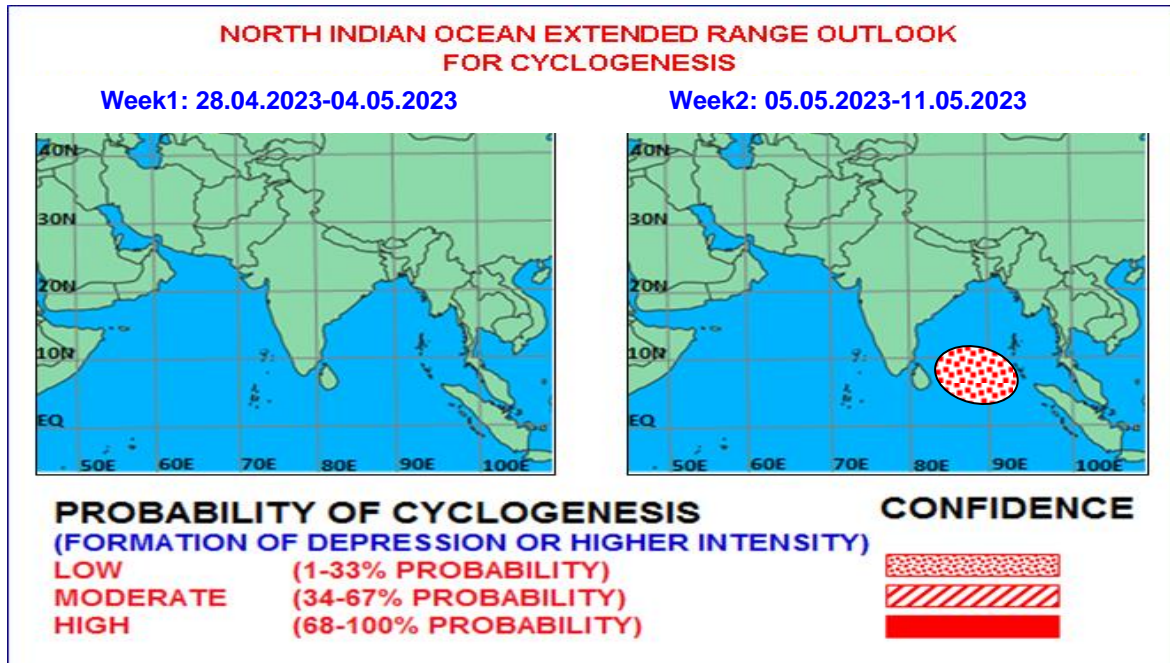 NORTH INDIAN OCEAN EXTENDED RANGE OUTLOOK
FOR CYCLOGENESIS
Week1: 28.04.2023-04.05.2023
Week2: 05.05.2023-11.05.2023
40N
30N
20N
10N
EQ
50E 60E 70E 80E 90E 100E
40N
30N
20N
10N
EQ
50E 60E 70E 80E 90E 100E
PROBABILITY OF CYCLOGENESIS
(FORMATION OF DEPRESSION OR HIGHER INTENSITY)
LOW (1-33% PROBABILITY)
MODERATE (34-67% PROBABILITY)
HIGH (68-100% PROBABILITY)
CONFIDENCE